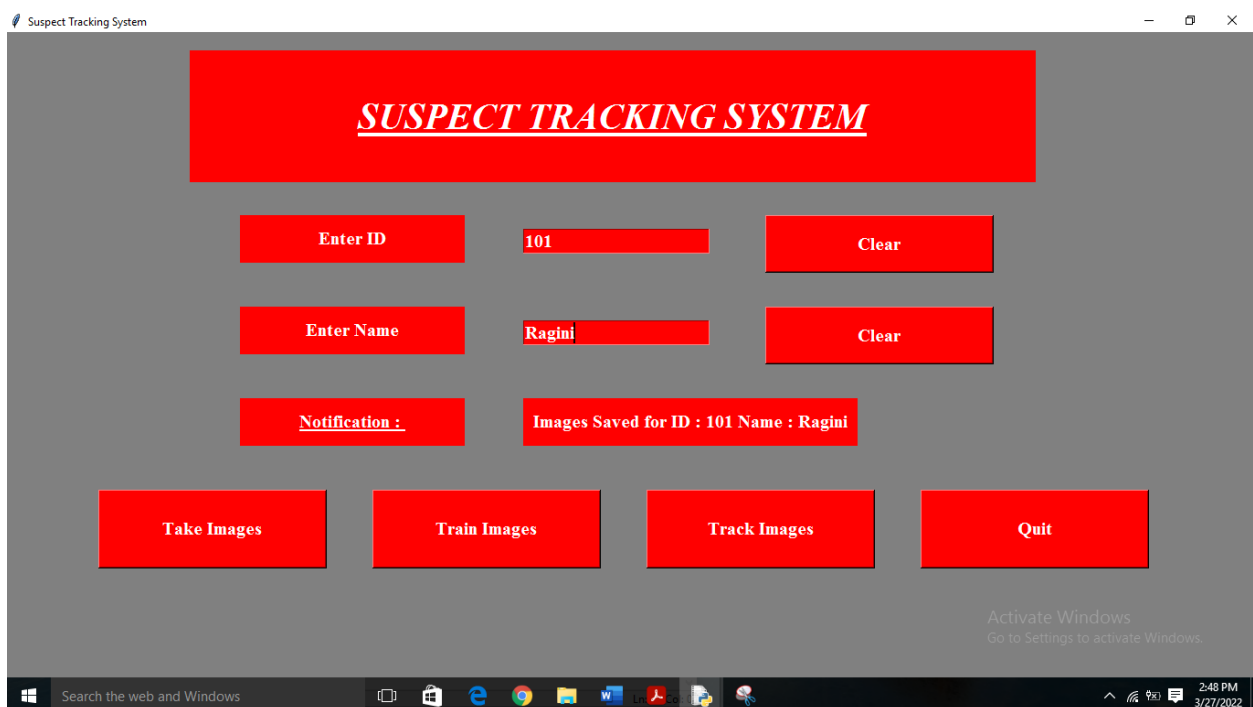 Suspect Tracking System
SUSPECT TRACKING SYSTEM
Enter ID
101
Clear
Enter Name
Ragini
Clear
Notification :
Images Saved for ID : 101 Name : Ragini
Take Images
Train Images
Track Images
Quit
Activate Windows
Go to Settings to activate Windows.
Search the web and Windows
2:48 PM
3/27/2022